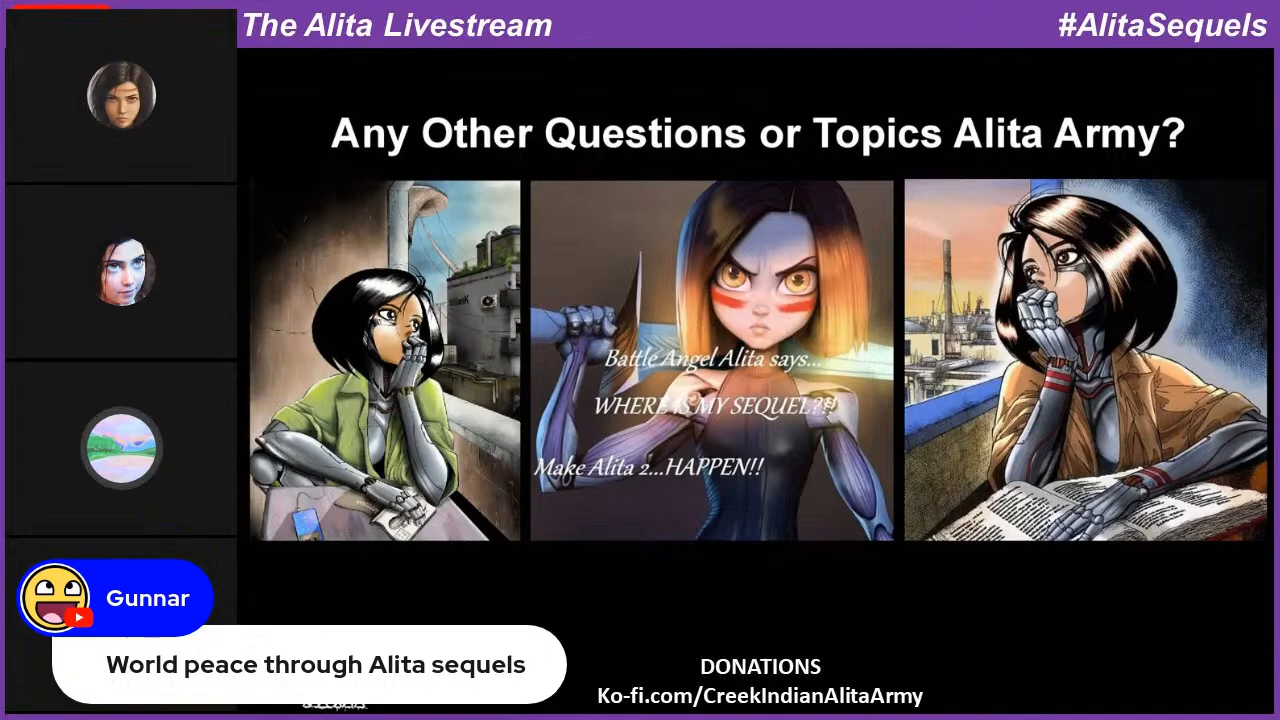 The Alita Livestream
#AlitaSequels
Any Other Questions or Topics Alita Army?
Battle Angel Alita says...
WHERE IS MY SEQUEL?!!
Make Alita 2...HAPPEN!!
Gunnar
World peace through Alita sequels
DONATIONS
Ko-fi.com/CreekIndianAlitaArmy